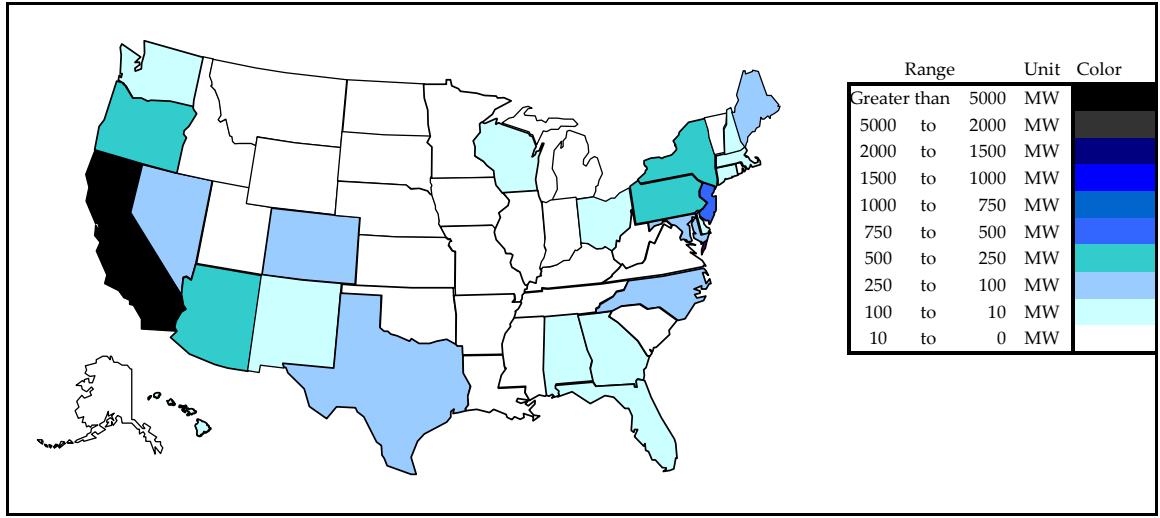 Range Unit Color
Greater than 5000 MW
5000 to 2000 MW
2000 to 1500 MW
1500 to 1000 MW
1000 to 750 MW
750 to 500 MW
500 to 250 MW
250 to 100 MW
100 to 10 MW
10 to 0 MW